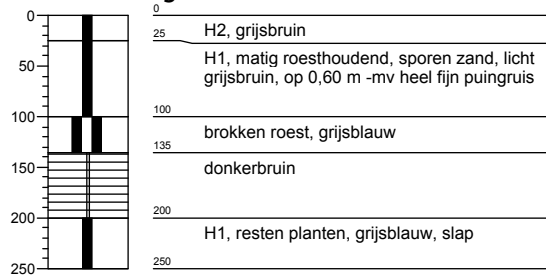 0
0
H2, grijsbruin
25
H1, matig roesthoudend, sporen zand, licht
grijsbruin, op 0,60 m -mv heel fijn puingruis
50
100
100
brokken roest, grijsblauw
135
donkerbruin
150
200
200
H1, resten planten, grijsblauw, slap
250
250